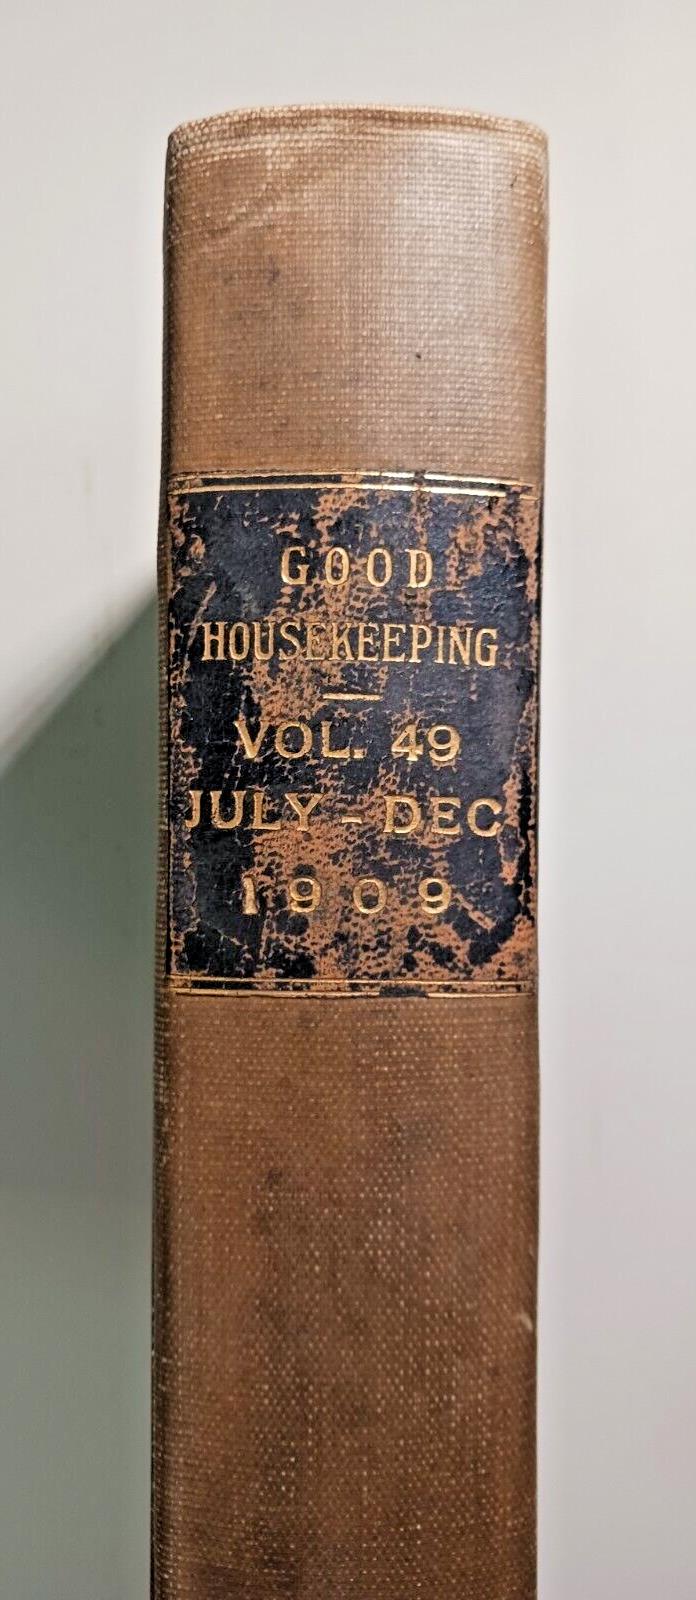 GOOD
HOUSEKEEPING
VOL. 49
JULY - DEC
1909